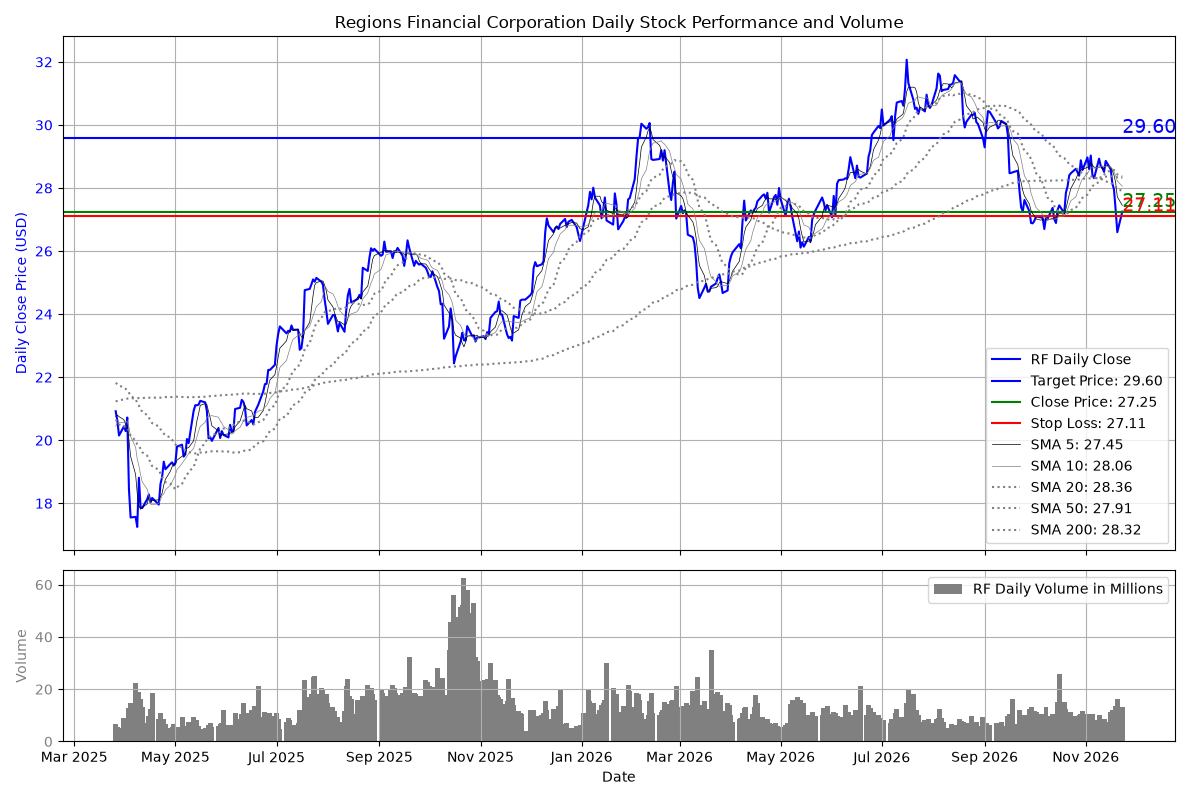 Regions Financial Corporation Daily Stock Performance and Volume
Daily Close Price (USD)
32
30
28
26
24
22
20
18
29.60
27.25
27.11
RF Daily Close
Target Price: 29.60
Close Price: 27.25
Stop Loss: 27.11
SMA 5: 27.45
SMA 10: 28.06
SMA 20: 28.36
SMA 50: 27.91
SMA 200: 28.32
Volume
60
40
20
0
RF Daily Volume in Millions
Mar 2025 May 2025 Jul 2025 Sep 2025 Nov 2025 Jan 2026 Mar 2026 May 2026 Jul 2026 Sep 2026 Nov 2026
Date